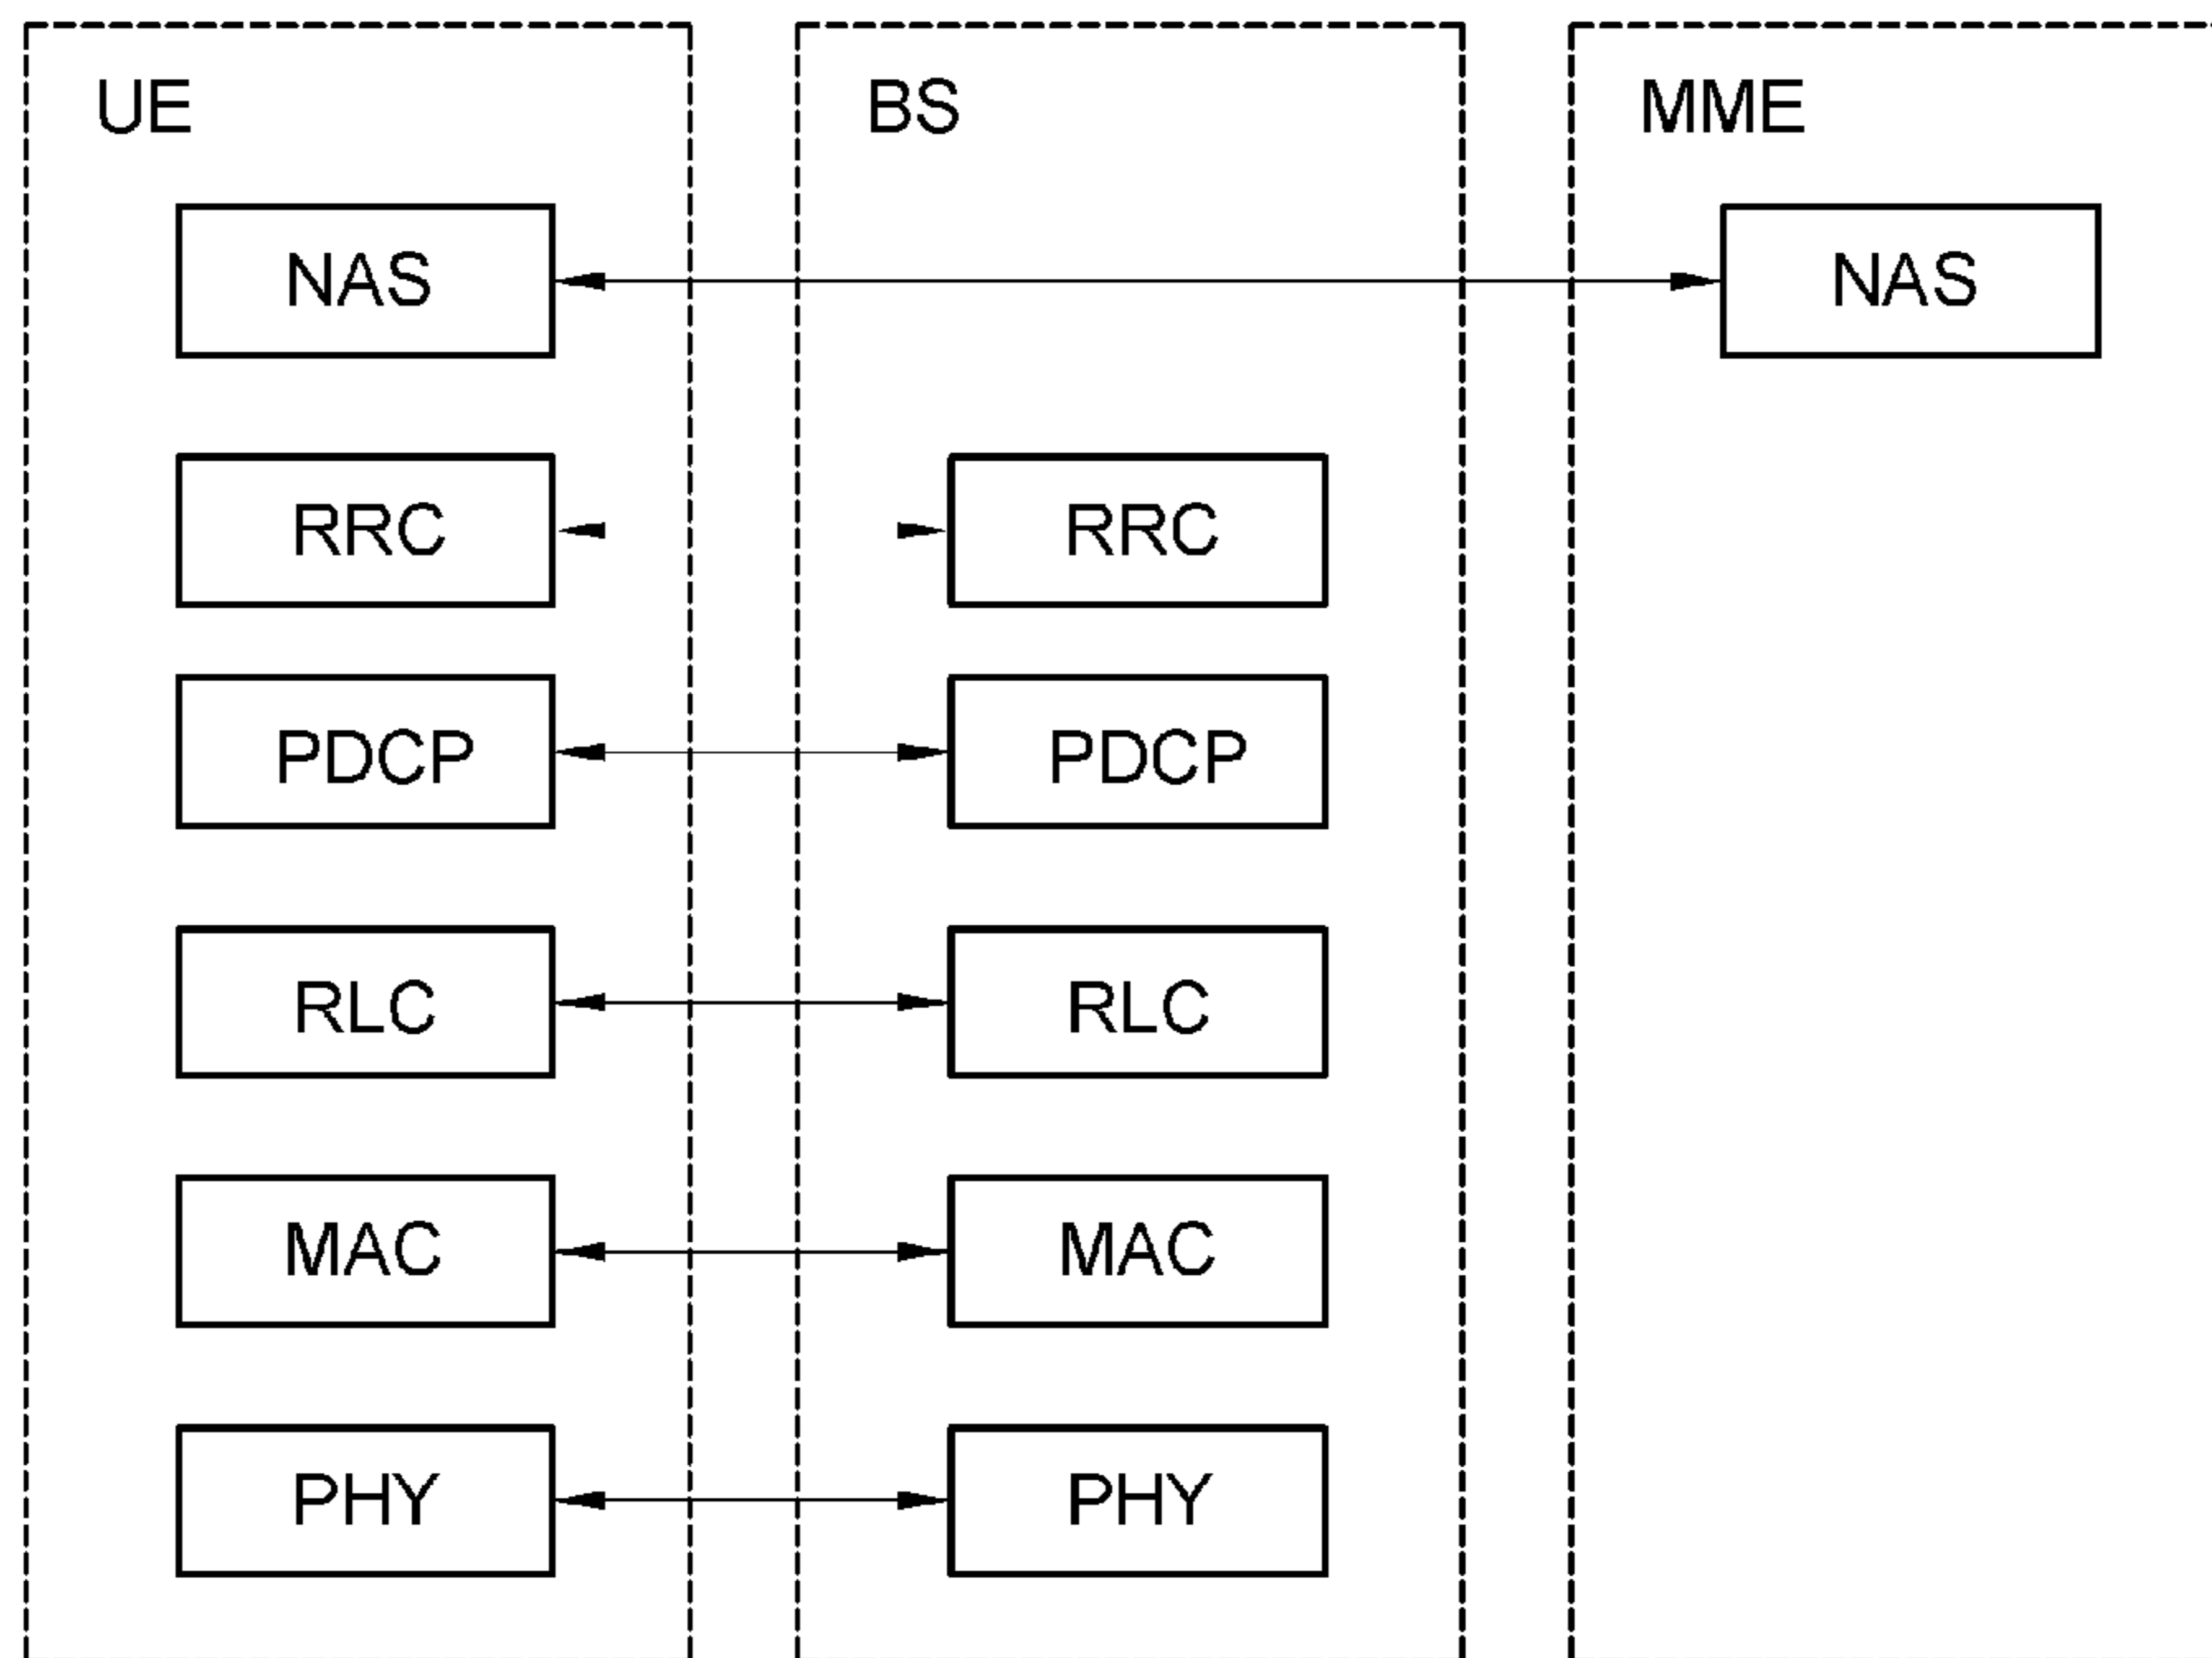 UE
BS
MME
NAS
NAS
RRC
RRC
PDCP
PDCP
RLC
RLC
MAC
MAC
PHY
PHY